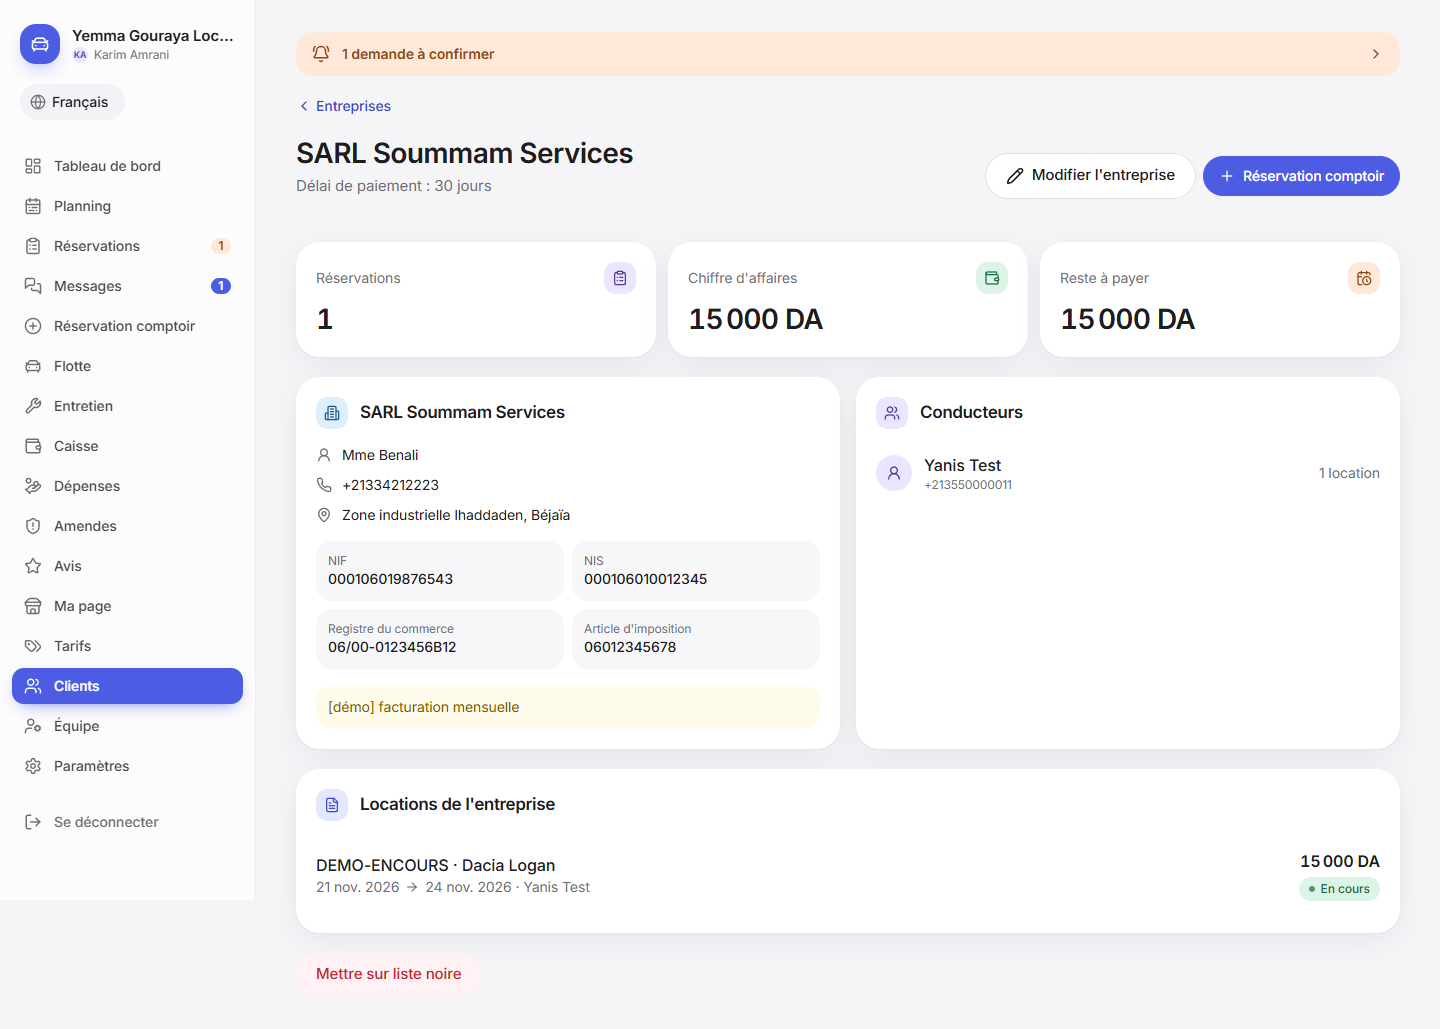 Yemma Gouraya Loc...
KA Karim Amrani
Français
Tableau de bord
Planning
Réservations 1
Messages 1
Réservation comptoir
Flotte
Entretien
Caisse
Dépenses
Amendes
Avis
Ma page
Tarifs
Clients
Équipe
Paramètres
Se déconnecter
1 demande à confirmer
Entreprises
SARL Soummam Services
Délai de paiement : 30 jours
Modifier l'entreprise
Réservation comptoir
Réservations
1
Chiffre d'affaires
15 000 DA
Reste à payer
15 000 DA
SARL Soummam Services
Mme Benali
+21334212223
Zone industrielle Ihaddaden, Béjaïa
NIF
000106019876543
NIS
000106010012345
Registre du commerce
06/00-0123456B12
Article d'imposition
06012345678
[démo] facturation mensuelle
Conducteurs
Yanis Test
+213550000011
1 location
Locations de l'entreprise
DEMO-ENCOURS · Dacia Logan
21 nov. 2026 → 24 nov. 2026 · Yanis Test
15 000 DA
En cours
Mettre sur liste noire